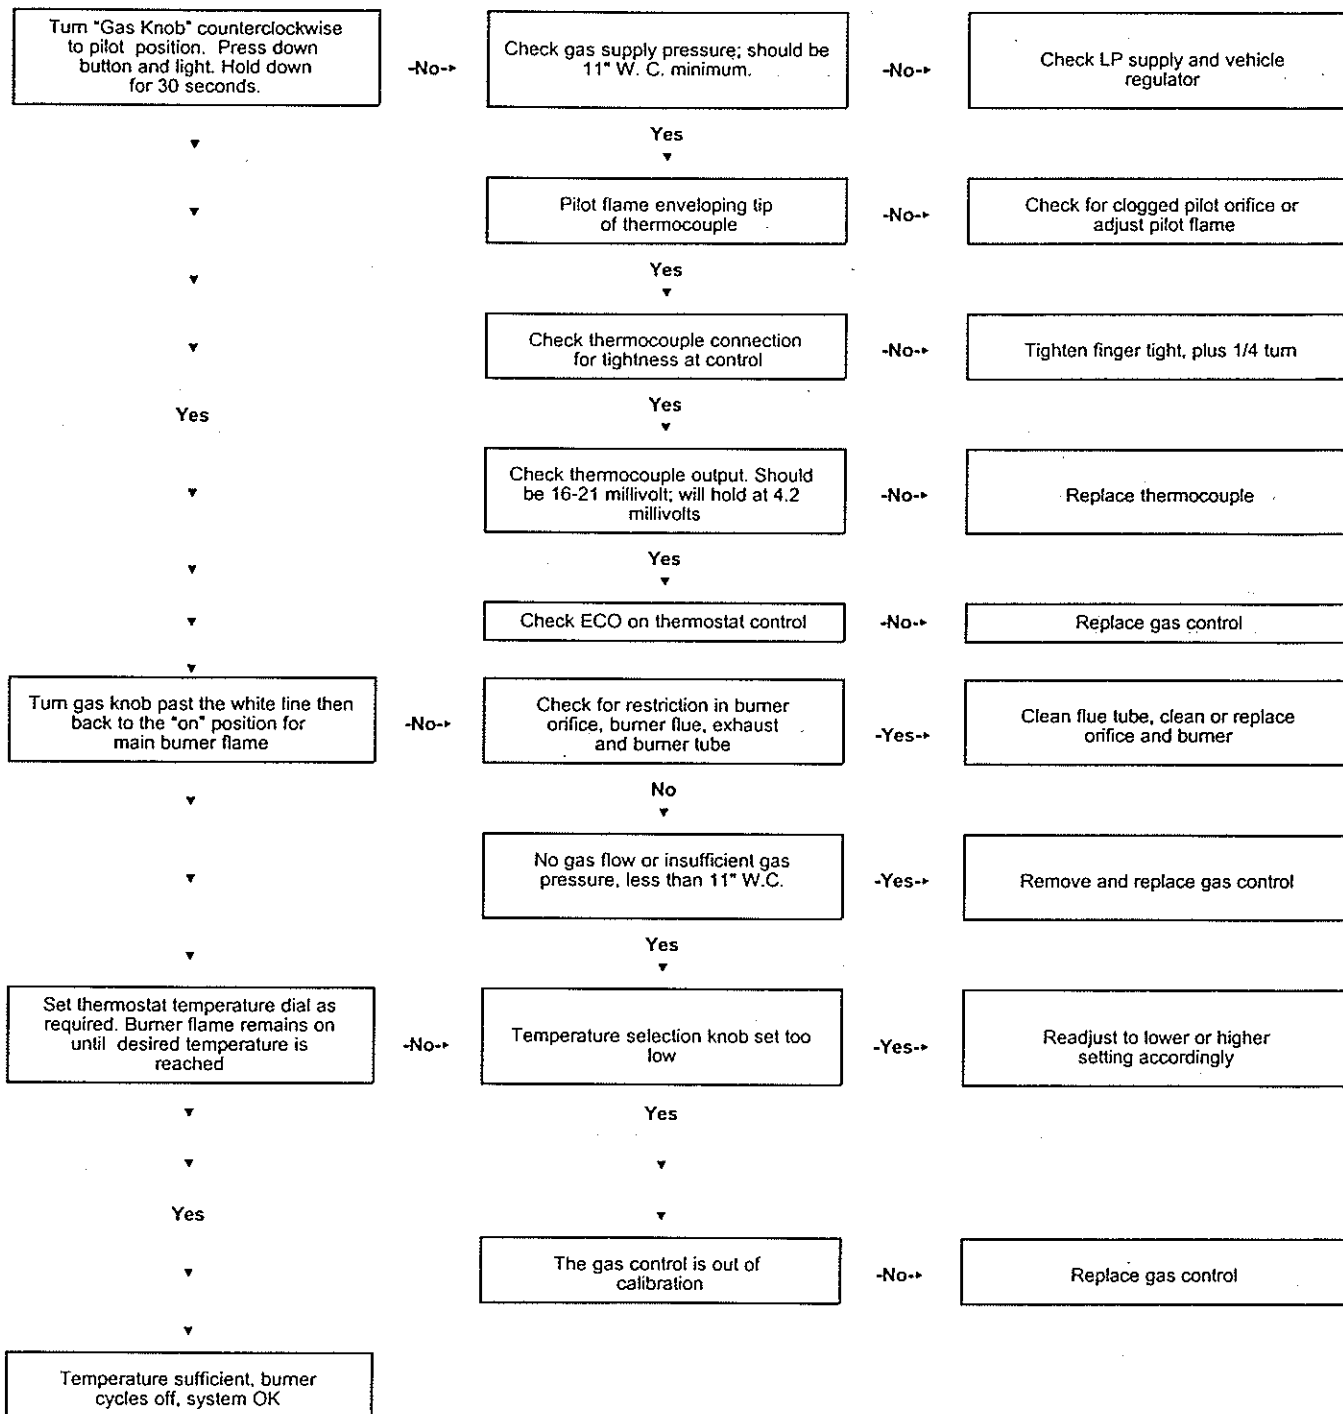 Turn "Gas Knob" counterclockwise
to pilot position. Press down
button and light. Hold down
for 30 seconds.
-No-
Check gas supply pressure; should be
11" W. C. minimum.
-No-
Check LP supply and vehicle
regulator
Yes
Pilot flame enveloping tip
of thermocouple
-No-
Check for clogged pilot orifice or
adjust pilot flame
Yes
Check thermocouple connection
for tightness at control
-No-
Tighten finger tight, plus 1/4 turn
Yes
Yes
Check thermocouple output. Should
be 16-21 millivolt; will hold at 4.2
millivolts
-No-
Replace thermocouple
Yes
Check ECO on thermostat control
-No-
Replace gas control
Turn gas knob past the white line then
back to the "on" position for
main burner flame
-No-
Check for restriction in burner
orifice, burner flue, exhaust
and burner tube
-Yes-
Clean flue tube, clean or replace
orifice and burner
No
No gas flow or insufficient gas
pressure, less than 11" W.C.
-Yes-
Remove and replace gas control
Yes
Set thermostat temperature dial as
required. Burner flame remains on
until desired temperature is
reached
-No-
Temperature selection knob set too
low
-Yes-
Readjust to lower or higher
setting accordingly
Yes
Yes
The gas control is out of
calibration
-No-
Replace gas control
Temperature sufficient, burner
cycles off, system OK